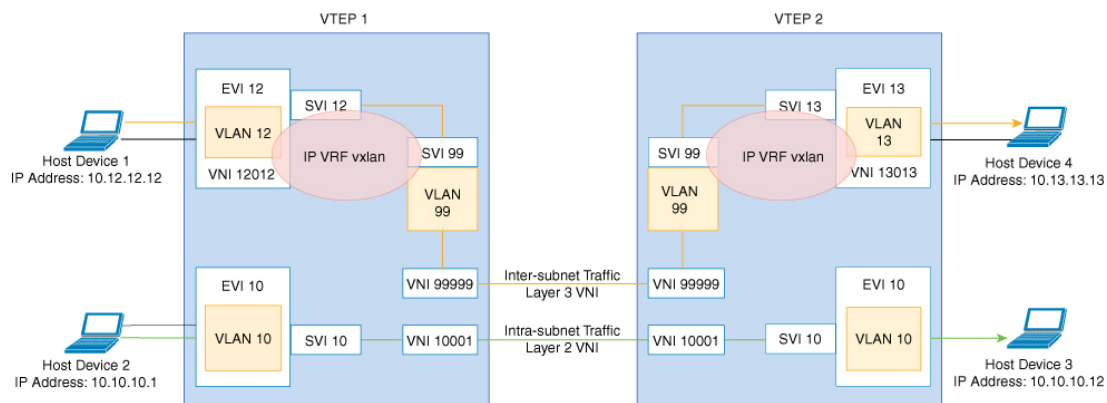 VTEP 1
VTEP 2
EVI 12
SVI 12
VLAN 12
IP VRF vxlan
SVI 99
VNI 12012
VLAN
99
VNI 99999
Host Device 1
IP Address: 10.12.12.12
EVI 13
SVI 13
VLAN
13
IP VRF vxlan
SVI 99
VNI 13013
VLAN
99
VNI 99999
Host Device 4
IP Address: 10.13.13.13
Inter-subnet Traffic
Layer 3 VNI
EVI 10
VLAN 10
SVI 10
VNI 10001
Host Device 2
IP Address: 10.10.10.1
Intra-subnet Traffic
Layer 2 VNI
VNI 10001
SVI 10
EVI 10
VLAN 10
Host Device 3
IP Address: 10.10.10.12